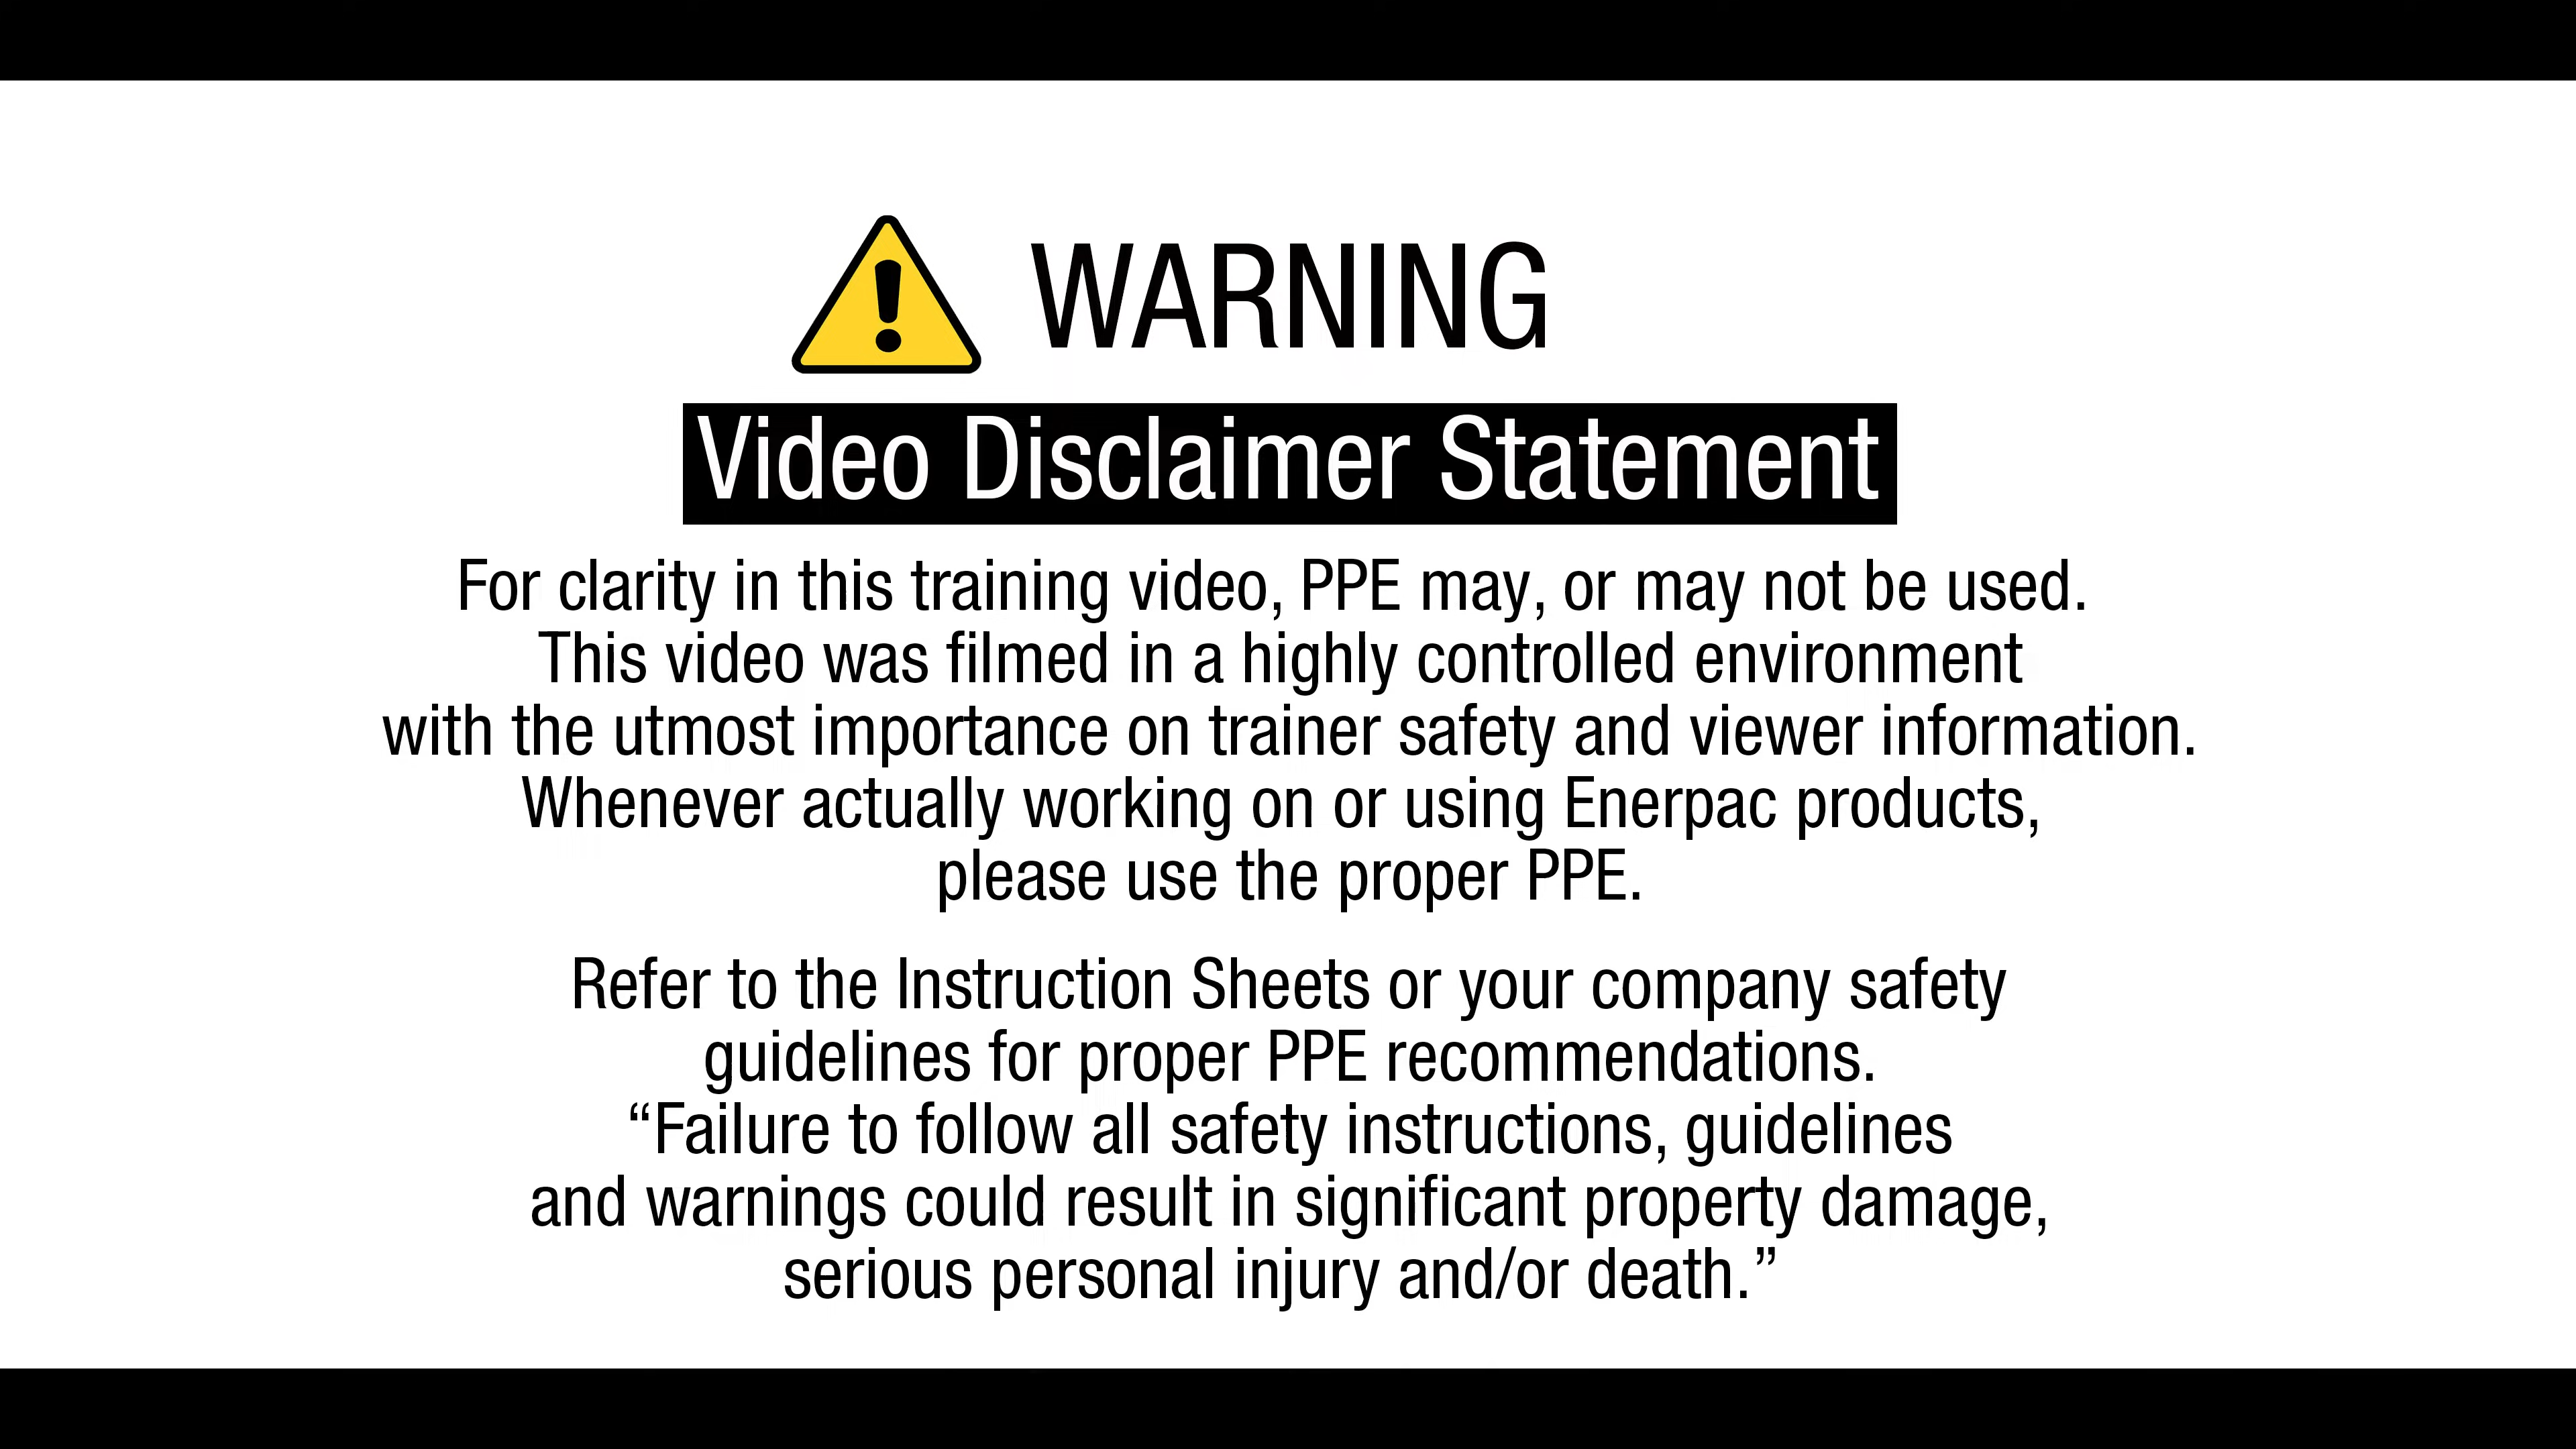 WARNING
Video Disclaimer Statement
For clarity in this training video, PPE may, or may not be used.
This video was filmed in a highly controlled environment
with the utmost importance on trainer safety and viewer information.
Whenever actually working on or using Enerpac products,
please use the proper PPE.
Refer to the Instruction Sheets or your company safety
guidelines for proper PPE recommendations.
“Failure to follow all safety instructions, guidelines
and warnings could result in significant property damage,
serious personal injury and/or death.”